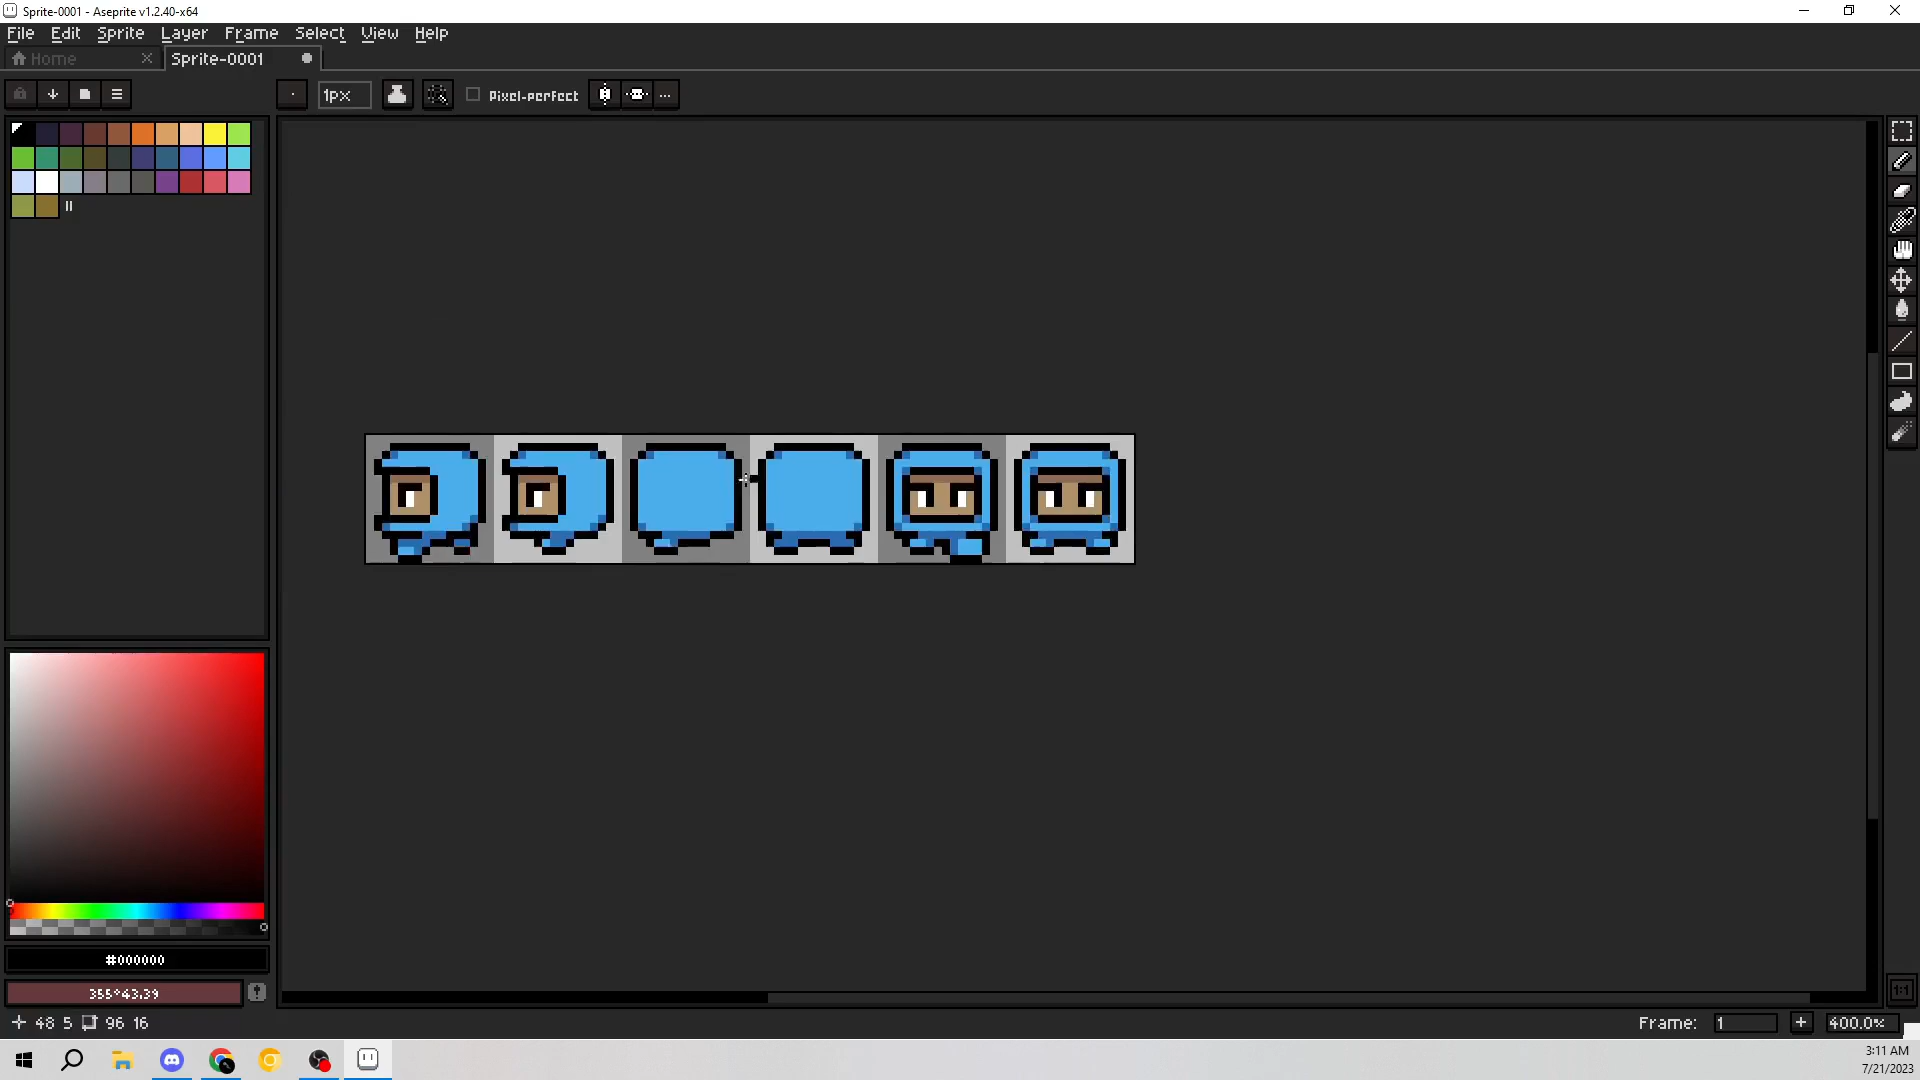 Sprite-0001 - Aseprite v1.2.40-x64
File Edit Sprite Layer Frame Select View Help
Home Sprite-0001
1px Pixel-perfect ...
#000000
355°43.39
48 5 96 16 Frame: 1 + 400.0%
1:1
3:11 AM
7/21/2023